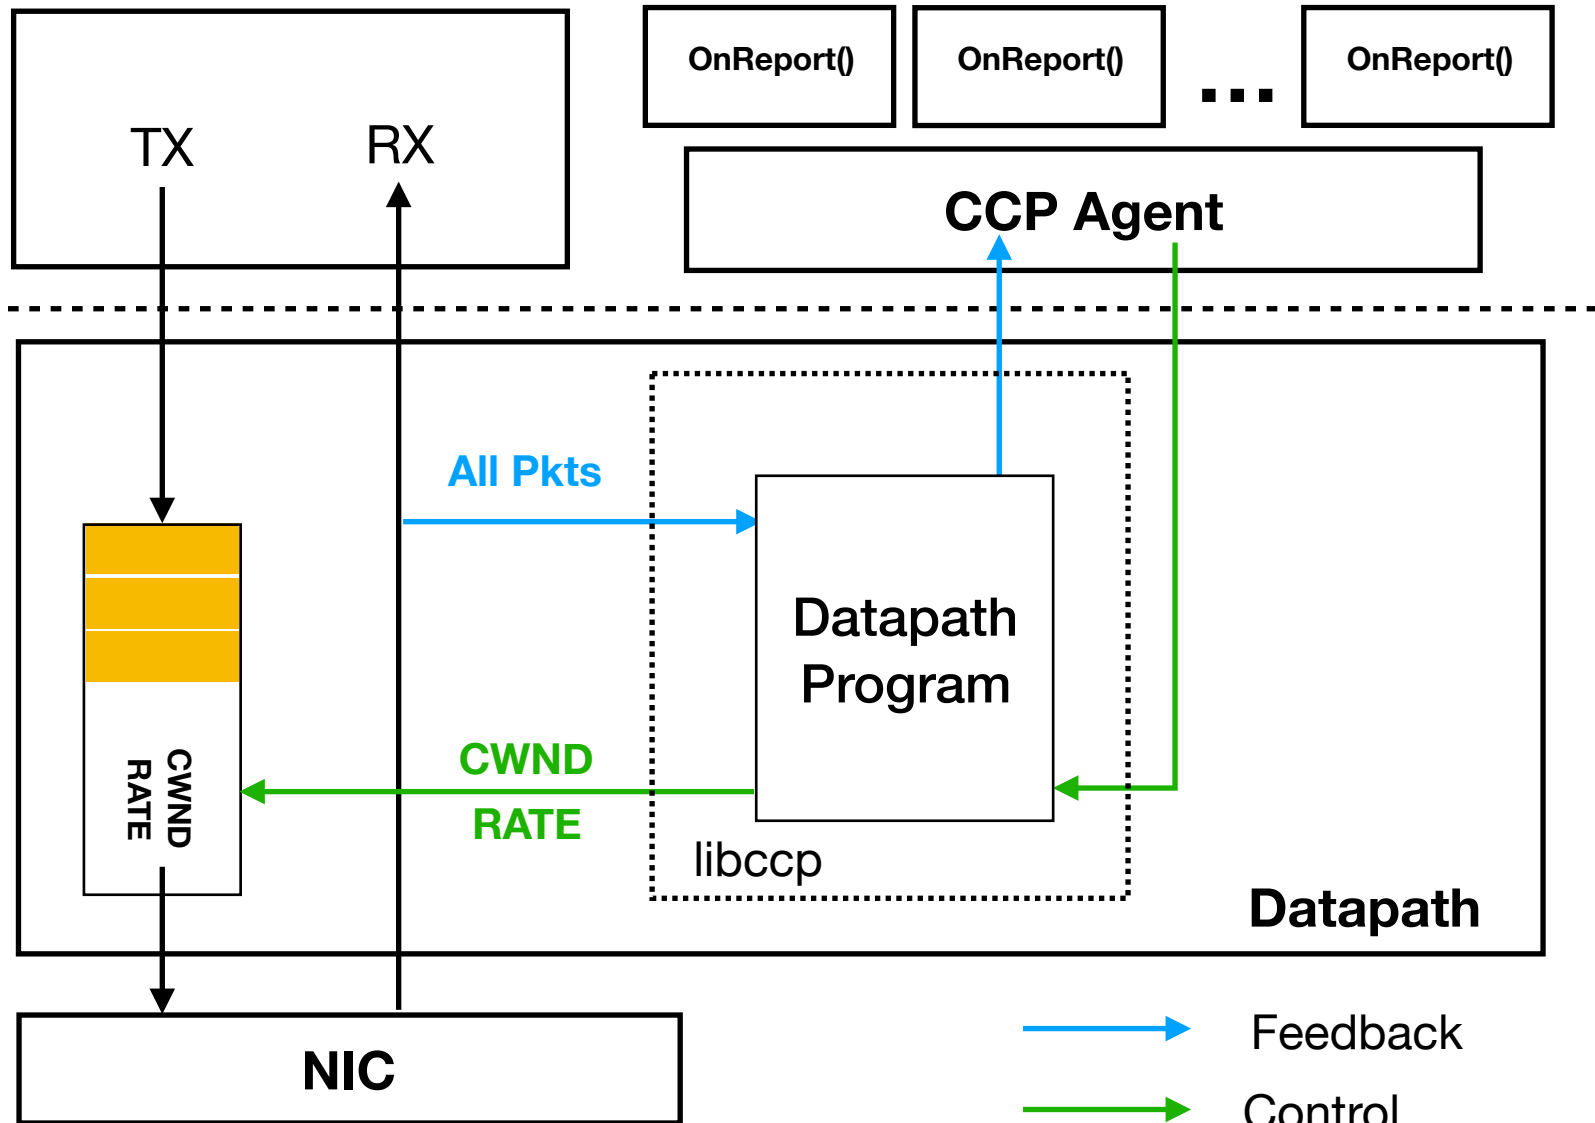 OnReport()
OnReport()
...
OnReport()
TX
RX
CCP Agent
All Pkts
Datapath
Program
CWND
RATE
CWND
RATE
libccp
Datapath
NIC
Feedback
Control